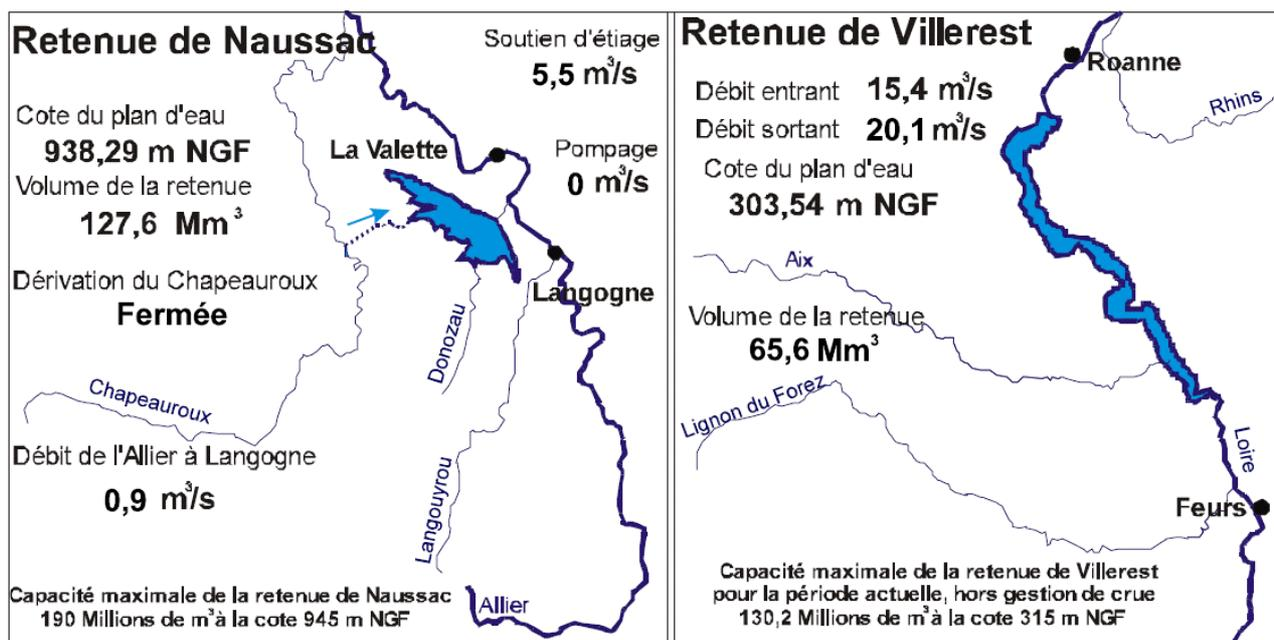 Retenue de Naussac
Soutien d'étiage
5,5 m³/s
Cote du plan d'eau
938,29 m NGF
La Valette
Pompage
0 m³/s
Volume de la retenue
127,6 Mm³
Dérivation du Chapeauroux
Fermée
Langogne
Donozau
Chapeauroux
Débit de l'Allier à Langogne
0,9 m³/s
Langouyrou
Capacité maximale de la retenue de Naussac
190 Millions de m³ à la cote 945 m NGF
Allier
Retenue de Villerest
Roanne
Débit entrant 15,4 m³/s
Rhins
Débit sortant 20,1 m³/s
Cote du plan d'eau
303,54 m NGF
Aix
Volume de la retenue
65,6 Mm³
Lignon du Forez
Loire
Feurs
Capacité maximale de la retenue de Villerest
pour la période actuelle, hors gestion de crue
130,2 Millions de m³ à la cote 315 m NGF